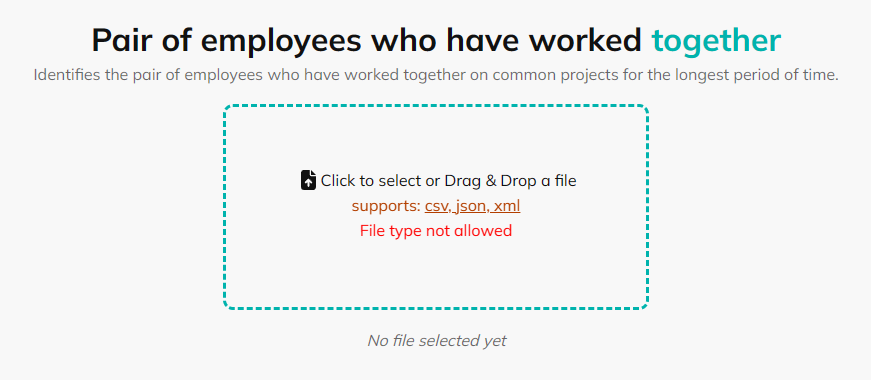 Pair of employees who have worked together
Identifies the pair of employees who have worked together on common projects for the longest period of time.
Click to select or Drag & Drop a file
supports: csv, json, xml
File type not allowed
No file selected yet